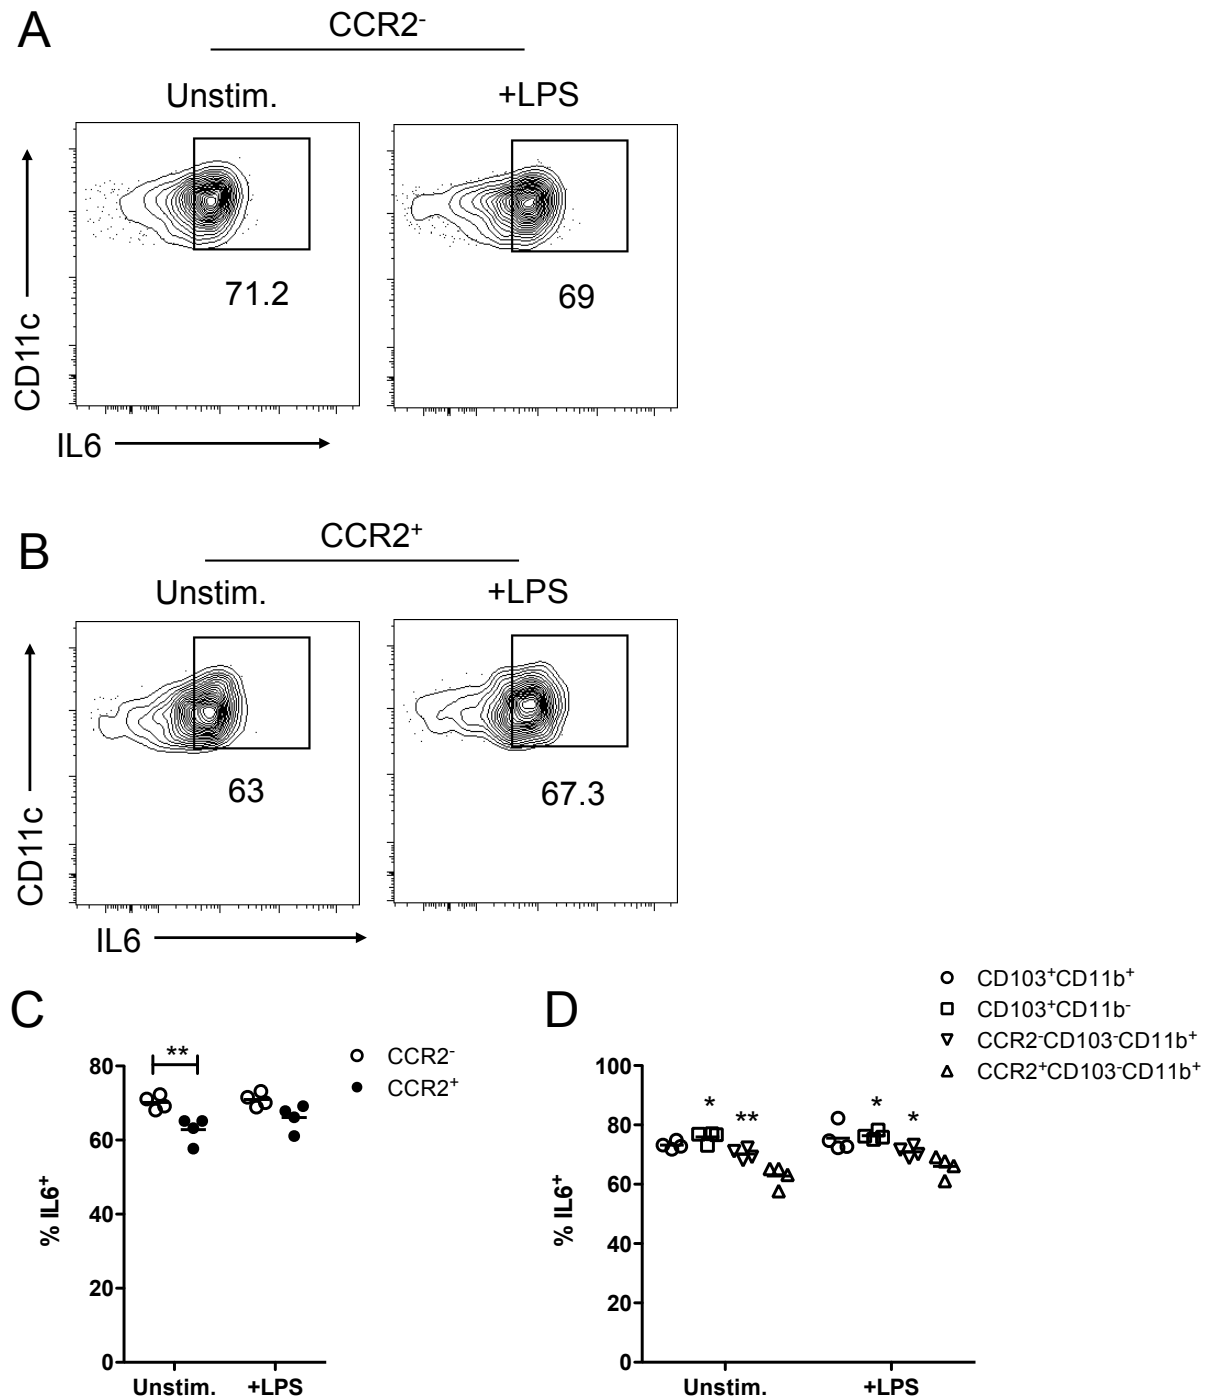 A
CCR2⁻
Unstim.
+LPS
71.2
69
CD11c
IL6
B
CCR2⁺
Unstim.
+LPS
63
67.3
CD11c
IL6
C
**
CCR2⁻
CCR2⁺
80
60
40
20
0
% IL6⁺
Unstim.
+LPS
D
CD103⁺CD11b⁺
CD103⁺CD11b⁻
CCR2⁻CD103⁻CD11b⁺
CCR2⁺CD103⁻CD11b⁺
100
80
60
40
20
0
% IL6⁺
*
**
*
*
Unstim.
+LPS